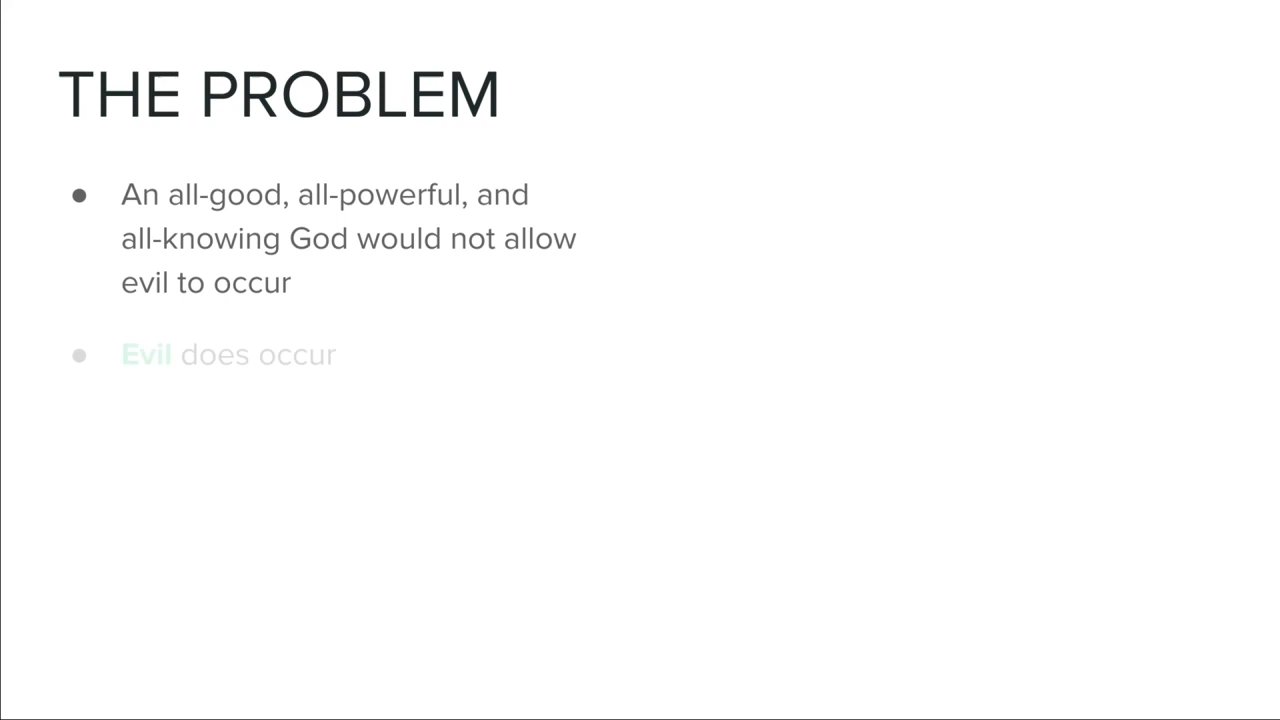 THE PROBLEM
● An all-good, all-powerful, and
all-knowing God would not allow
evil to occur
● Evil does occur